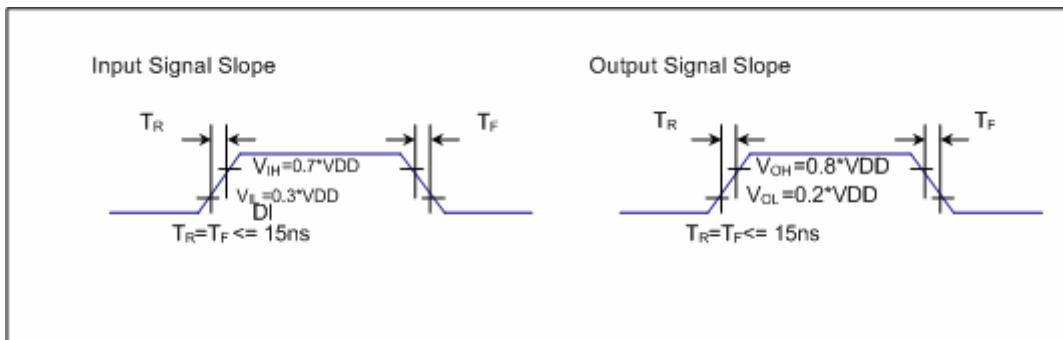 Input Signal Slope
TR
TF
VIH=0.7*VDD
VIL=0.3*VDD
DI
TR=TF <= 15ns
Output Signal Slope
TR
TF
VOH=0.8*VDD
VOL=0.2*VDD
TR=TF<= 15ns